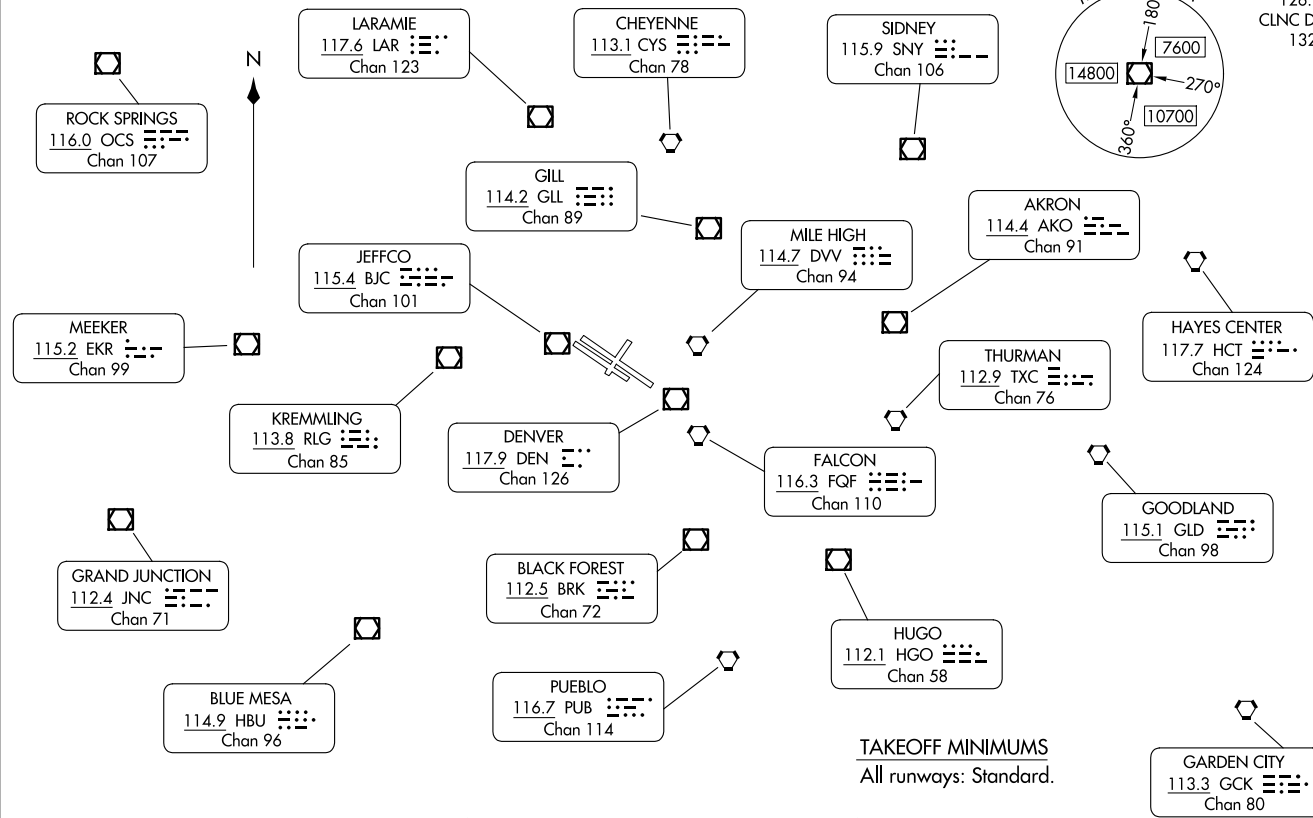 LARAMIE
117.6 LAR
Chan 123
CHEYENNE
113.1 CYS
Chan 78
SIDNEY
115.9 SNY
Chan 106
180°
7600
14800
270°
10700
360°
CLNC D
132
ROCK SPRINGS
116.0 OCS
Chan 107
N
GILL
114.2 GLL
Chan 89
AKRON
114.4 AKO
Chan 91
MILE HIGH
114.7 DVV
Chan 94
JEFFCO
115.4 BJC
Chan 101
MEEKER
115.2 EKR
Chan 99
HAYES CENTER
117.7 HCT
Chan 124
THURMAN
112.9 TXC
Chan 76
KREMMLING
113.8 RLG
Chan 85
DENVER
117.9 DEN
Chan 126
FALCON
116.3 FQF
Chan 110
GOODLAND
115.1 GLD
Chan 98
GRAND JUNCTION
112.4 JNC
Chan 71
BLACK FOREST
112.5 BRK
Chan 72
HUGO
112.1 HGO
Chan 58
BLUE MESA
114.9 HBU
Chan 96
PUEBLO
116.7 PUB
Chan 114
TAKEOFF MINIMUMS
All runways: Standard.
GARDEN CITY
113.3 GCK
Chan 80